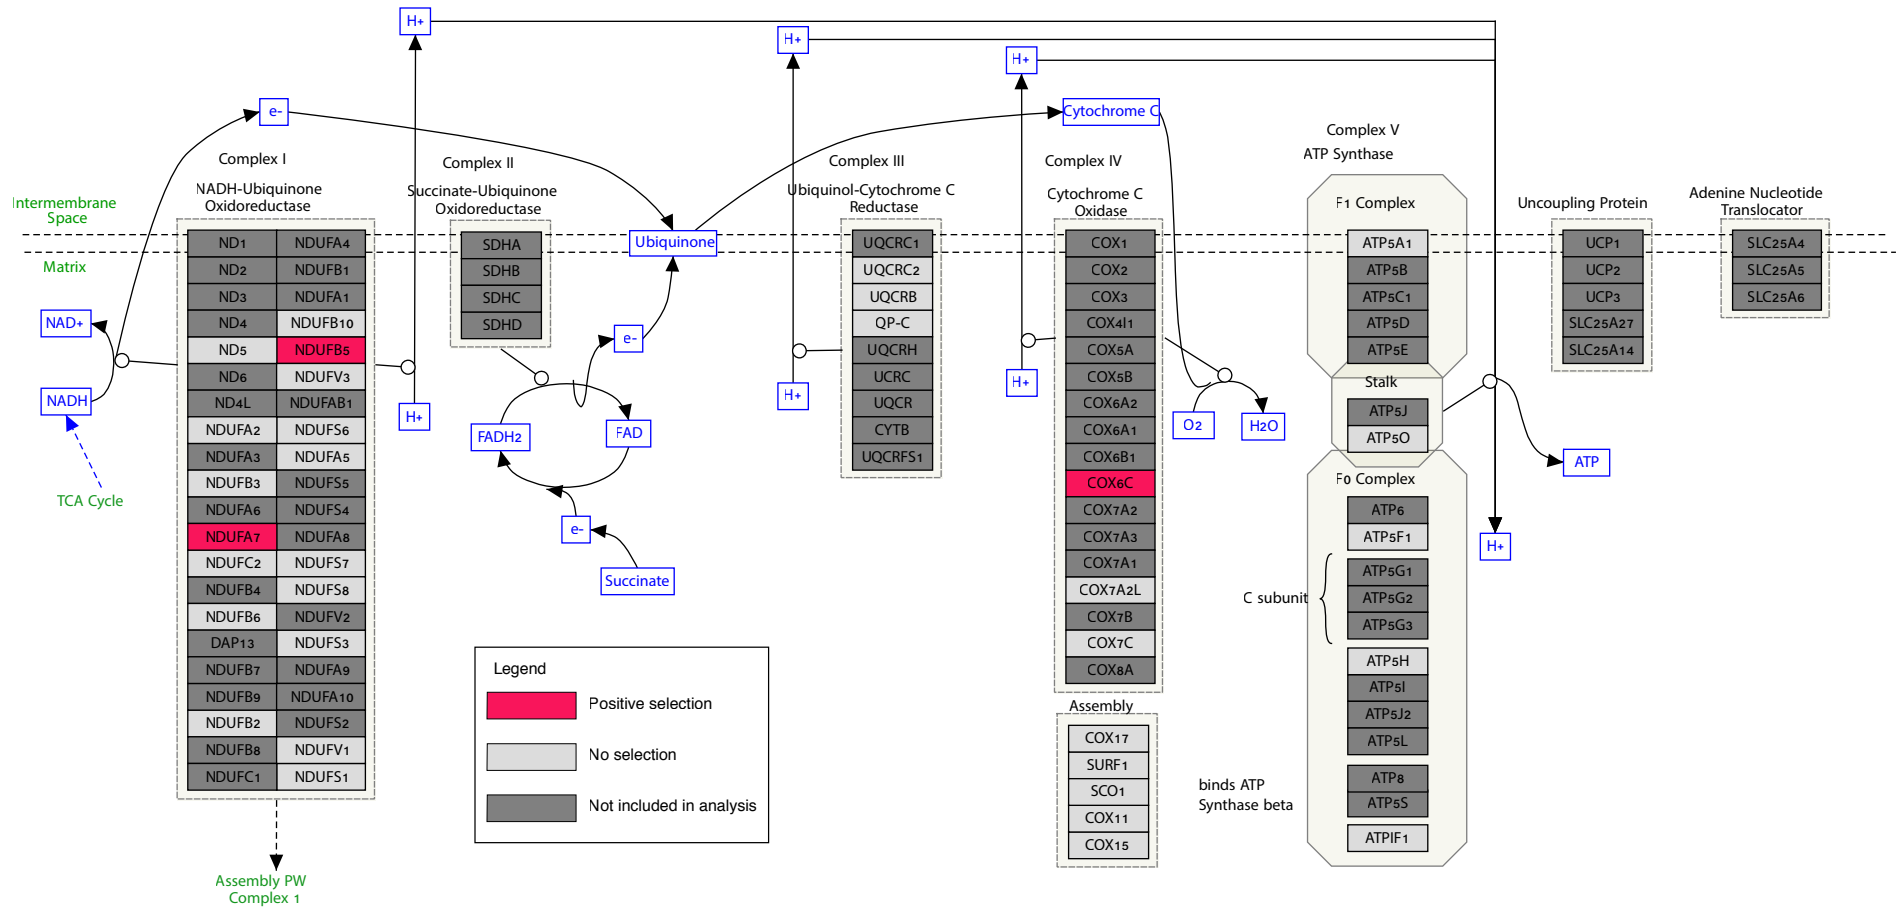 H+
H+
H+
e-
Cytochrome C
Complex I
NADH-Ubiquinone
Oxidoreductase
Complex II
Succinate-Ubiquinone
Oxidoreductase
Complex III
Ubiquinol-Cytochrome C
Reductase
Complex IV
Cytochrome C
Oxidase
Complex V
ATP Synthase
F1 Complex
Uncoupling Protein
Adenine Nucleotide
Translocator
Intermembrane
Space
Matrix
NAD+
NADH
TCA Cycle
ND1
ND2
ND3
ND4
ND5
ND6
ND4L
NDUFA2
NDUFA3
NDUFB3
NDUFA6
NDUFA7
NDUFC2
NDUFB4
NDUFB6
DAP13
NDUFB7
NDUFB9
NDUFB2
NDUFB8
NDUFC1
NDUFA4
NDUFB1
NDUFA1
NDUFB10
NDUFB5
NDUFV3
NDUFAB1
NDUFS6
NDUFA5
NDUFS5
NDUFS4
NDUFA8
NDUFS7
NDUFS8
NDUFV2
NDUFS3
NDUFA9
NDUFA10
NDUFS2
NDUFV1
NDUFS1
Assembly PW
Complex 1
H+
SDHA
SDHB
SDHC
SDHD
Ubiquinone
e-
FADH2
FAD
e-
Succinate
Legend
Positive selection
No selection
Not included in analysis
H+
UQCRC1
UQCRC2
UQCRB
QP-C
UQCRH
UCRC
UQCR
CYTB
UQCRFS1
H+
COX1
COX2
COX3
COX4I1
COX5A
COX5B
COX6A2
COX6A1
COX6B1
COX6C
COX7A2
COX7A3
COX7A1
COX7A2L
COX7B
COX7C
COX8A
Assembly
COX17
SURF1
SCO1
COX11
COX15
O2
H2O
ATP5A1
ATP5B
ATP5C1
ATP5D
ATP5E
Stalk
ATP5J
ATP5O
F0 Complex
ATP6
ATP5F1
C subunit
ATP5G1
ATP5G2
ATP5G3
ATP5H
ATP5I
ATP5J2
ATP5L
binds ATP
Synthase beta
ATP8
ATP5S
ATPIF1
ATP
H+
UCP1
UCP2
UCP3
SLC25A27
SLC25A14
SLC25A4
SLC25A5
SLC25A6